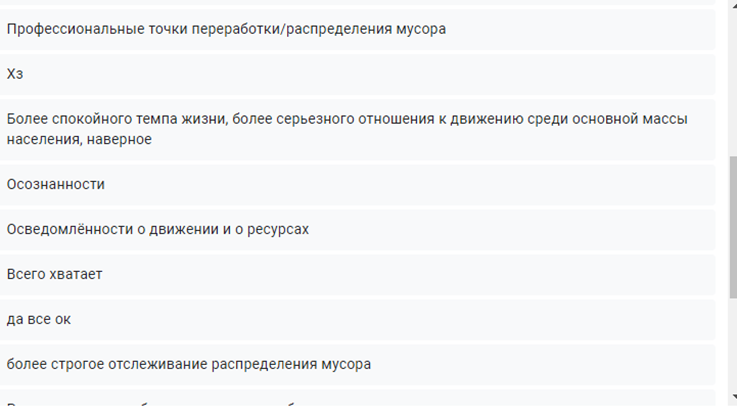 Профессиональные точки переработки/распределения мусора
Хз
Более спокойного темпа жизни, более серьезного отношения к движению среди основной массы
населения, наверное
Осознанности
Осведомлённости о движении и о ресурсах
Всего хватает
да все ок
более строгое отслеживание распределения мусора